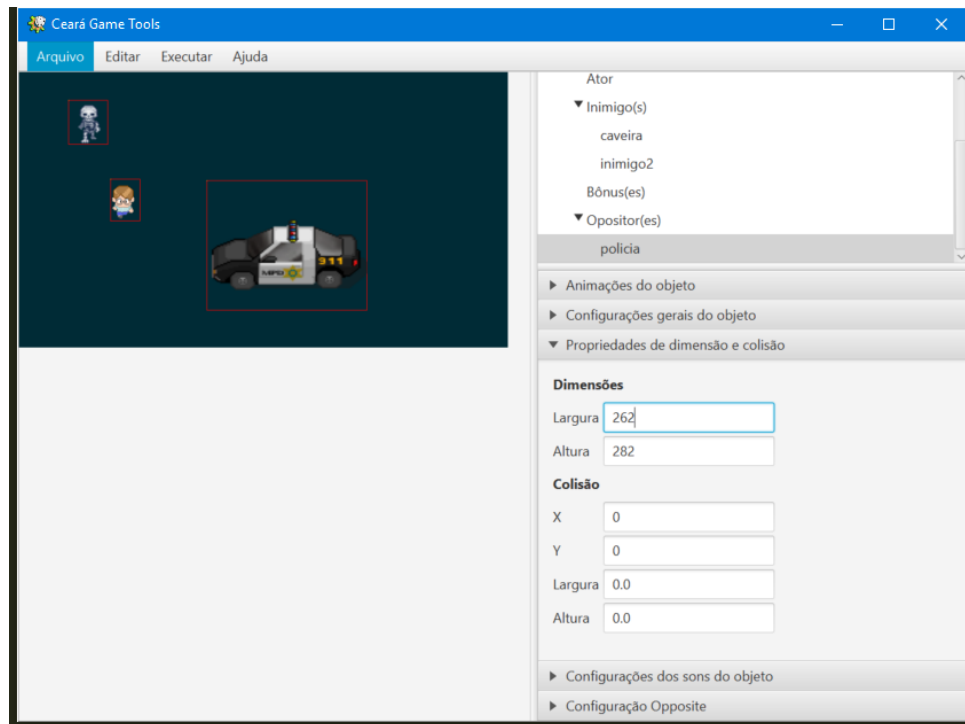 Ceará Game Tools
Arquivo Editar Executar Ajuda
Ator
Inimigo(s)
caveira
inimigo2
Bônus(es)
Opositor(es)
policia
311
Animações do objeto
Configurações gerais do objeto
Propriedades de dimensão e colisão
Dimensões
Largura 262
Altura 282
Colisão
X 0
Y 0
Largura 0.0
Altura 0.0
Configurações dos sons do objeto
Configuração Opposite